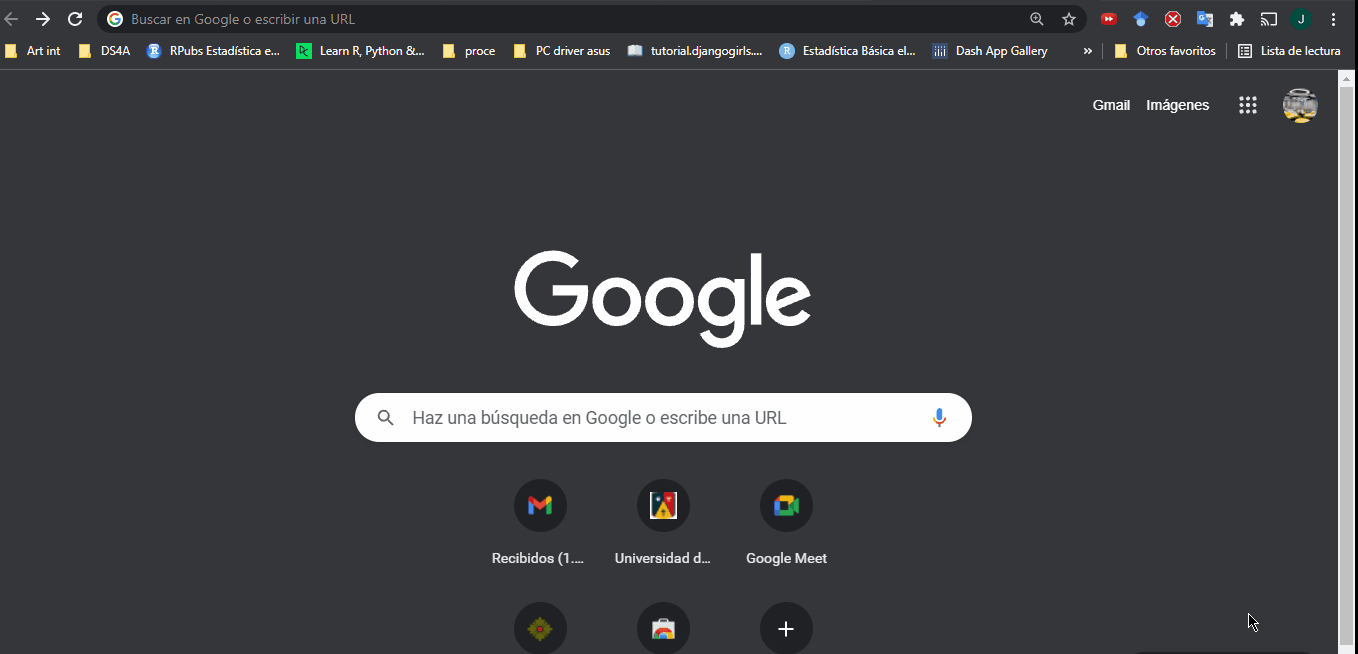 Buscar en Google o escribir una URL
J
Art int DS4A RPubs Estadística e... Learn R, Python &... proce PC driver asus tutorial.djangogirls.... Estadística Básica el... Dash App Gallery » Otros favoritos Lista de lectura
Gmail Imágenes
Google
Haz una búsqueda en Google o escribe una URL
Recibidos (1.... Universidad d... Google Meet